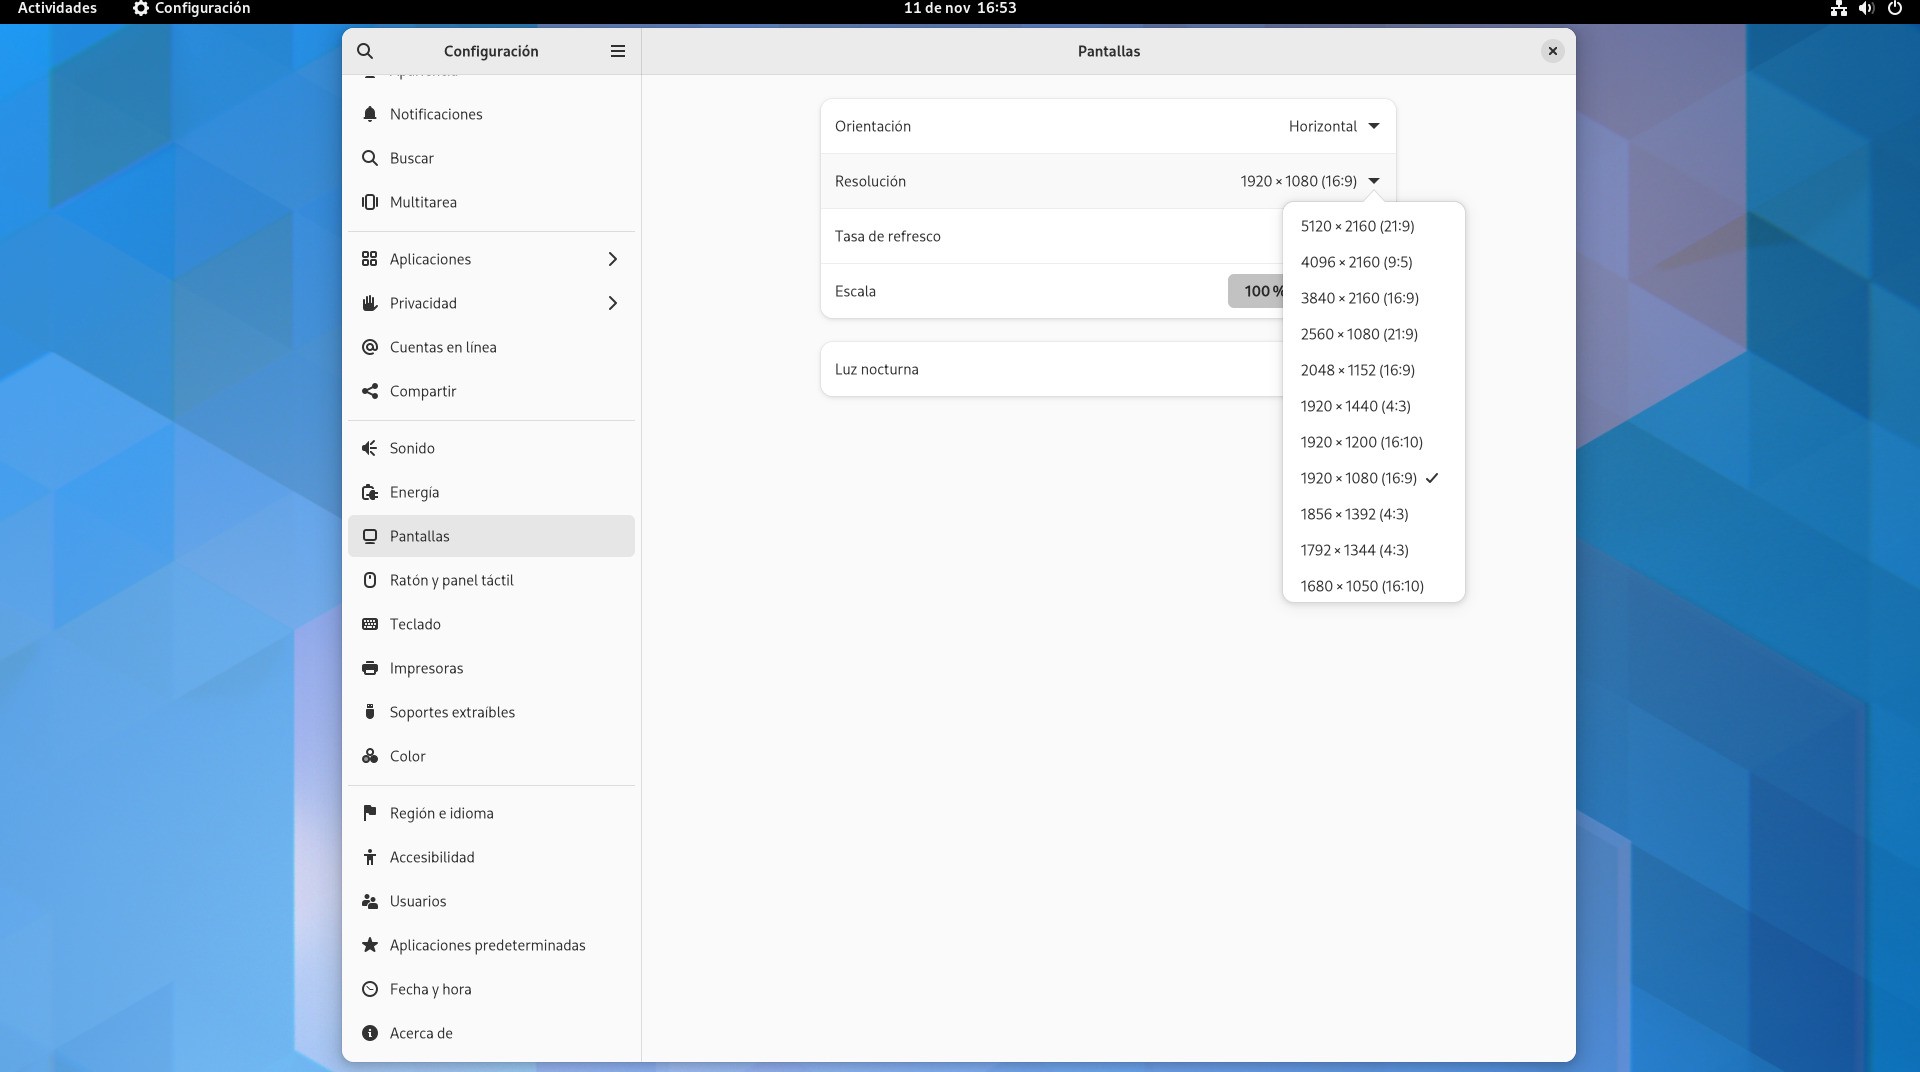 Actividades
Configuración
11 de nov 16:53
Configuración
Pantallas
Apariencia
Notificaciones
Buscar
Multitarea
Aplicaciones
Privacidad
Cuentas en línea
Compartir
Sonido
Energía
Pantallas
Ratón y panel táctil
Teclado
Impresoras
Soportes extraíbles
Color
Región e idioma
Accesibilidad
Usuarios
Aplicaciones predeterminadas
Fecha y hora
Acerca de
Orientación Horizontal
Resolución 1920 × 1080 (16:9)
Tasa de refresco
Escala 100 %
Luz nocturna
5120 × 2160 (21:9)
4096 × 2160 (9:5)
3840 × 2160 (16:9)
2560 × 1080 (21:9)
2048 × 1152 (16:9)
1920 × 1440 (4:3)
1920 × 1200 (16:10)
1920 × 1080 (16:9)
1856 × 1392 (4:3)
1792 × 1344 (4:3)
1680 × 1050 (16:10)